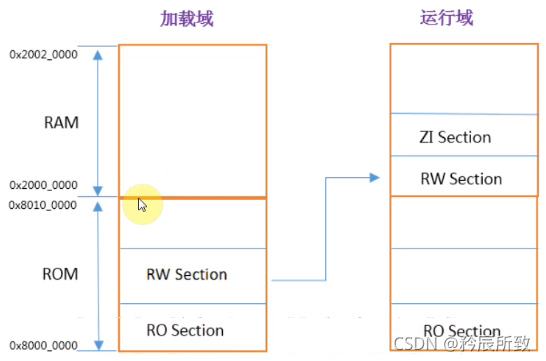 加载域
运行域
0x2002_0000
RAM
ZI Section
RW Section
0x2000_0000
0x8010_0000
ROM
RW Section
RO Section
RO Section
0x8000_0000
CSDN @矜辰所致